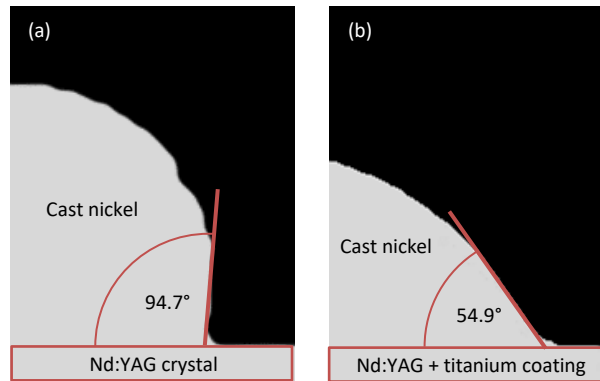 (a)
Cast nickel
94.7°
Nd:YAG crystal
(b)
Cast nickel
54.9°
Nd:YAG + titanium coating